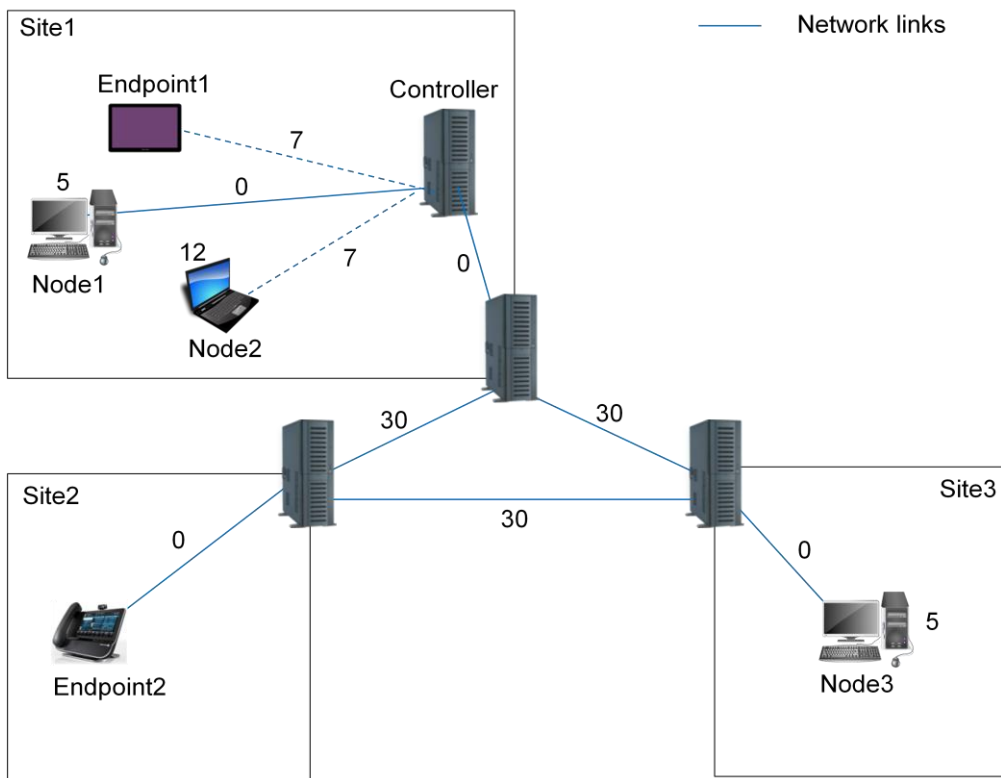 Site1
Network links
Endpoint1
Controller
7
5
0
12
7
0
Node1
Node2
30
30
Site2
Site3
30
0
0
5
Endpoint2
Node3